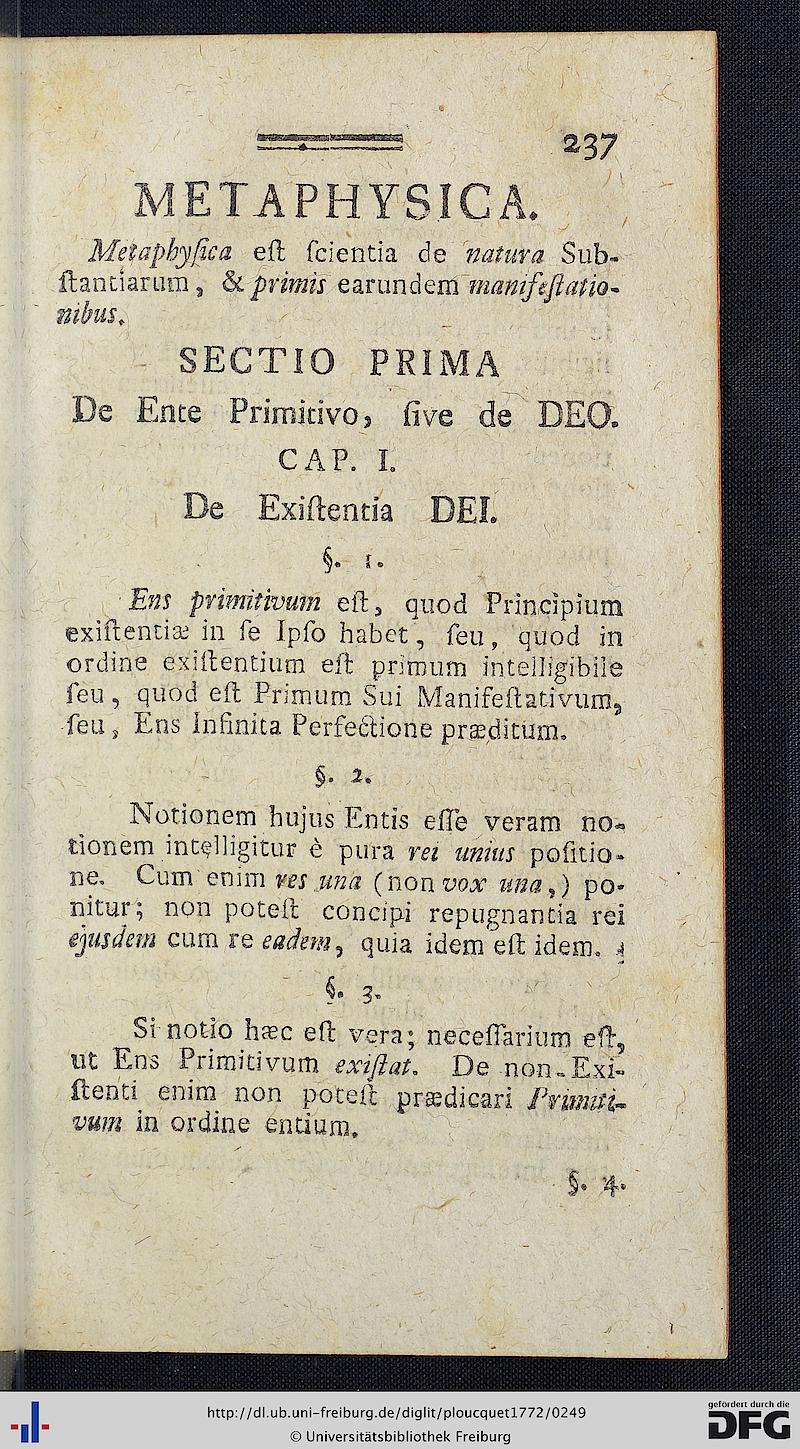 237
METAPHYSICA.
Metaphyſica eſt ſcientia de natura Sub-
ſtantiarum, & primis earundem manifeſtatio-
nibus.
SECTIO PRIMA
De Ente Primitivo, ſive de DEO.
CAP. I.
De Exiſtentia DEI.
§. 1.
Ens primitivum eſt, quod Principium
exiſtentiæ in ſe Ipſo habet, ſeu, quod in
ordine exiſtentium eſt primum intelligibile
ſeu, quod eſt Primum Sui Manifeſtativum,
ſeu, Ens Infinita Perfectione præditum.
§. 2.
Notionem hujus Entis eſſe veram no-
tionem intelligitur è pura rei unius poſitio-
ne. Cum enim res una (non vox una,) po-
nitur; non poteſt concipi repugnantia rei
ejusdem cum re eadem, quia idem eſt idem.
§. 3.
Si notio hæc eſt vera; neceſſarium eſt,
ut Ens Primitivum exiſtat. De non-Exi-
ſtenti enim non poteſt prædicari Primiti-
vum in ordine entium.
§. 4.
http://dl.ub.uni-freiburg.de/diglit/ploucquet1772/0249
© Universitätsbibliothek Freiburg
gefördert durch die
DFG